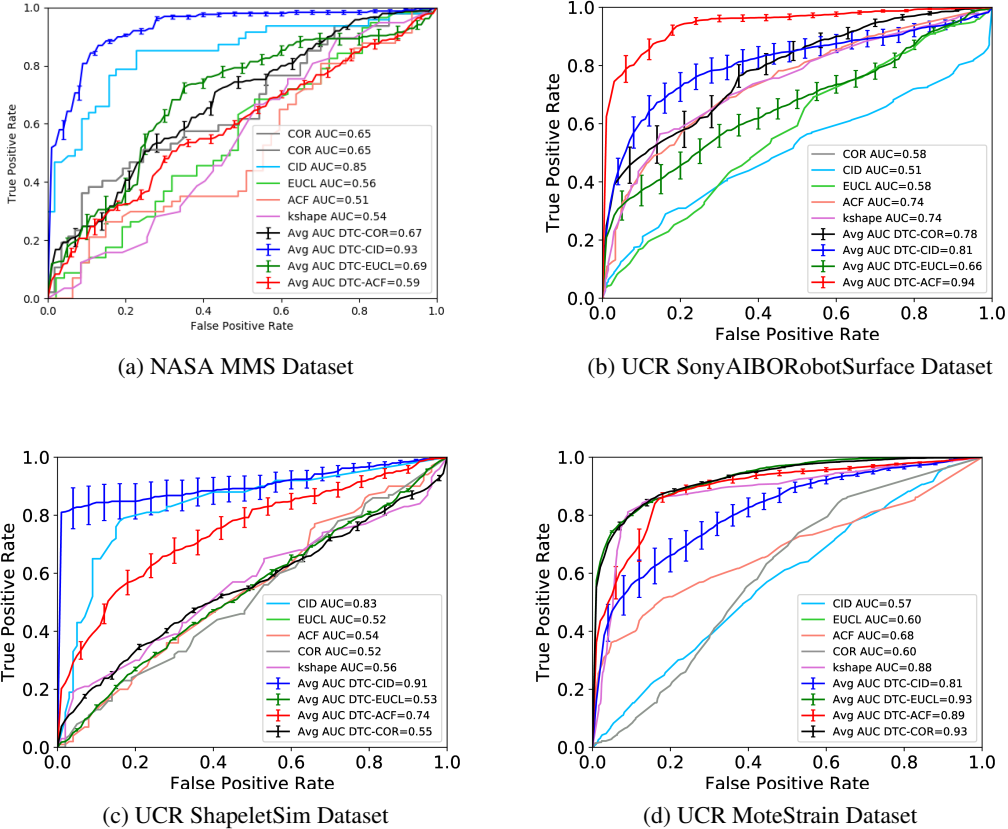 1.0
0.8
0.6
0.4
0.2
0.0
True Positive Rate
COR AUC=0.65
COR AUC=0.65
CID AUC=0.85
EUCL AUC=0.56
ACF AUC=0.51
kshape AUC=0.54
Avg AUC DTC-COR=0.67
Avg AUC DTC-CID=0.93
Avg AUC DTC-EUCL=0.69
Avg AUC DTC-ACF=0.59
0.0 0.2 0.4 0.6 0.8 1.0
False Positive Rate
(a) NASA MMS Dataset
1.0
0.8
0.6
0.4
0.2
0.0
True Positive Rate
COR AUC=0.58
CID AUC=0.51
EUCL AUC=0.58
ACF AUC=0.74
kshape AUC=0.74
Avg AUC DTC-COR=0.78
Avg AUC DTC-CID=0.81
Avg AUC DTC-EUCL=0.66
Avg AUC DTC-ACF=0.94
0.0 0.2 0.4 0.6 0.8 1.0
False Positive Rate
(b) UCR SonyAIBORobotSurface Dataset
1.0
0.8
0.6
0.4
0.2
0.0
True Positive Rate
CID AUC=0.83
EUCL AUC=0.52
ACF AUC=0.54
COR AUC=0.52
kshape AUC=0.56
Avg AUC DTC-CID=0.91
Avg AUC DTC-EUCL=0.53
Avg AUC DTC-ACF=0.74
Avg AUC DTC-COR=0.55
0.0 0.2 0.4 0.6 0.8 1.0
False Positive Rate
(c) UCR ShapeletSim Dataset
1.0
0.8
0.6
0.4
0.2
0.0
True Positive Rate
CID AUC=0.57
EUCL AUC=0.60
ACF AUC=0.68
COR AUC=0.60
kshape AUC=0.88
Avg AUC DTC-CID=0.81
Avg AUC DTC-EUCL=0.93
Avg AUC DTC-ACF=0.89
Avg AUC DTC-COR=0.93
0.0 0.2 0.4 0.6 0.8 1.0
False Positive Rate
(d) UCR MoteStrain Dataset